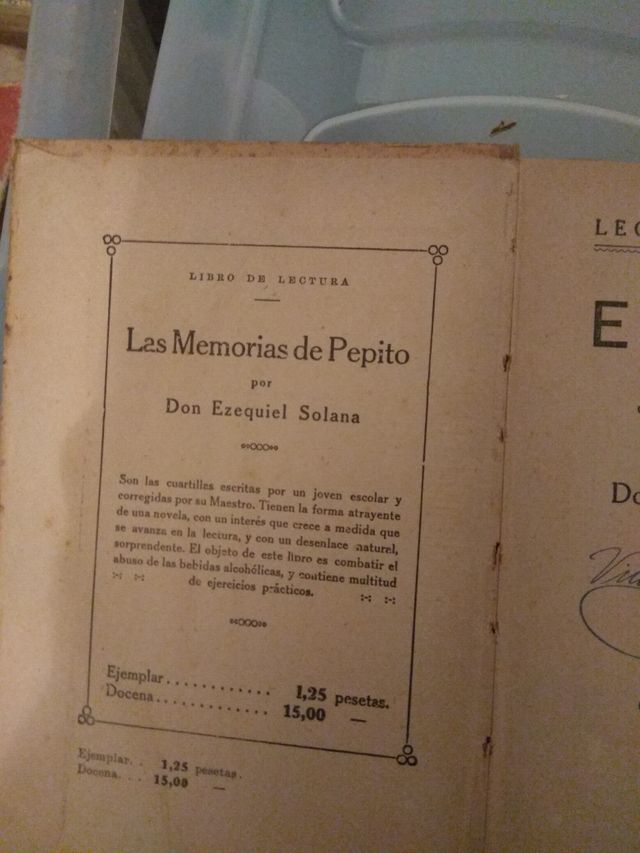 LIBRO DE LECTURA
Las Memorias de Pepito
por
Don Ezequiel Solana
Son las cuartillas escritas por un joven escolar y
corregidas por su Maestro. Tienen la forma atrayente
de una novela, con un interés que crece a medida que
se avanza en la lectura, y con un desenlace natural,
sorprendente. El objeto de este libro es combatir el
abuso de las bebidas alcohólicas, y contiene multitud
de ejercicios prácticos.
Ejemplar............ 1,25 pesetas.
Docena............. 15,00 —
Ejemplar. . 1,25 pesetas.
Docena. . . . 15,00 —
LEC
E
Do